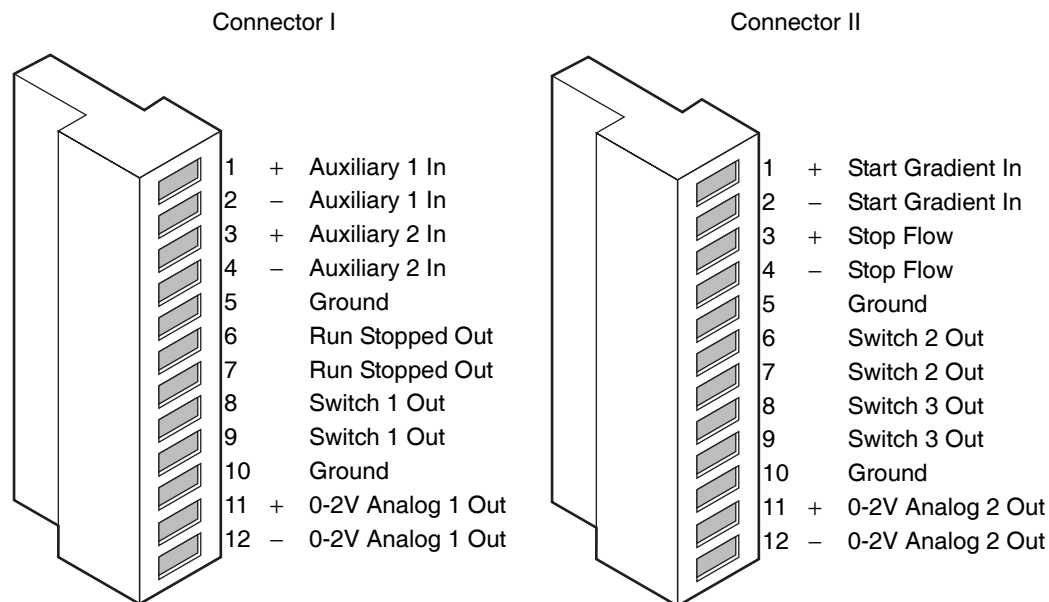 Connector I
1 + Auxiliary 1 In
2 – Auxiliary 1 In
3 + Auxiliary 2 In
4 – Auxiliary 2 In
5 Ground
6 Run Stopped Out
7 Run Stopped Out
8 Switch 1 Out
9 Switch 1 Out
10 Ground
11 + 0-2V Analog 1 Out
12 – 0-2V Analog 1 Out
Connector II
1 + Start Gradient In
2 – Start Gradient In
3 + Stop Flow
4 – Stop Flow
5 Ground
6 Switch 2 Out
7 Switch 2 Out
8 Switch 3 Out
9 Switch 3 Out
10 Ground
11 + 0-2V Analog 2 Out
12 – 0-2V Analog 2 Out